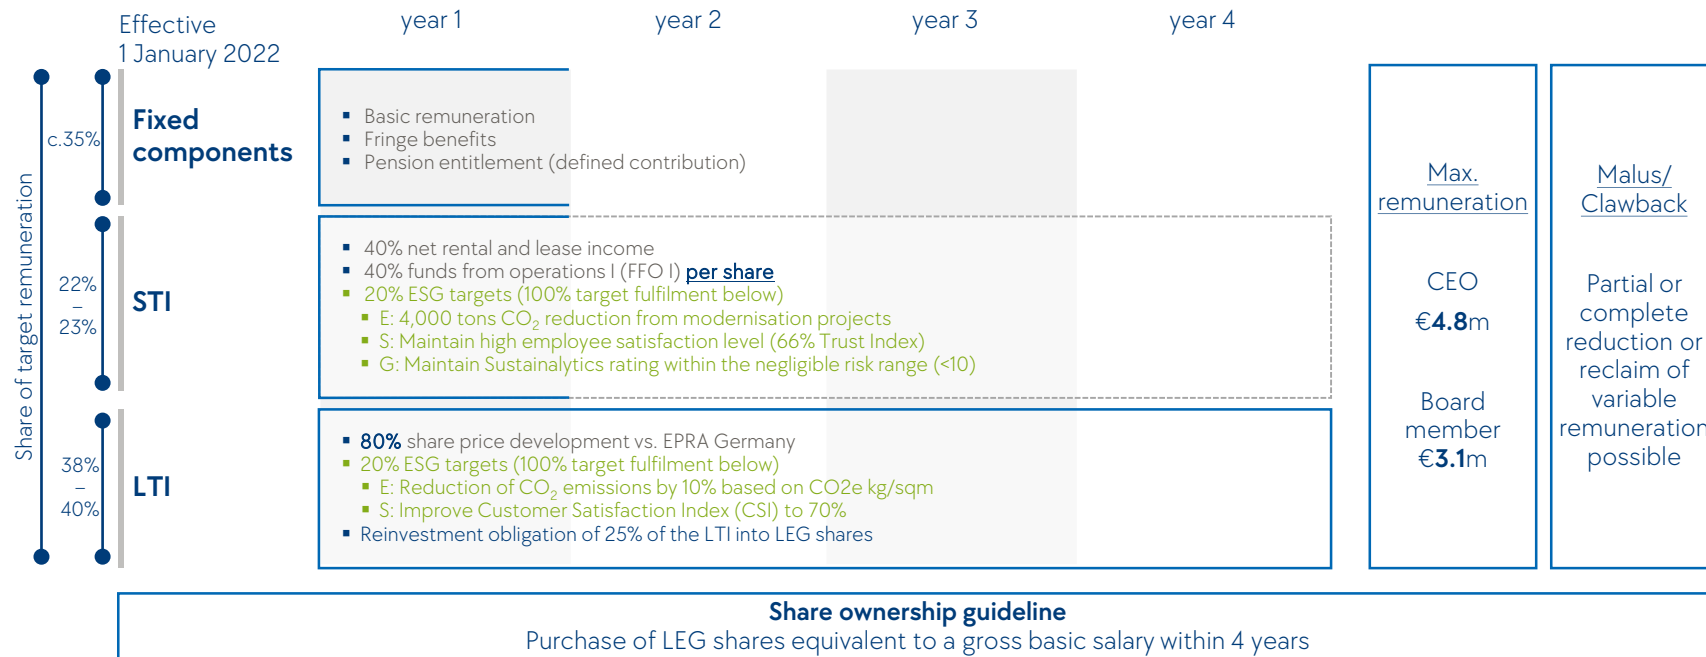 Effective
1 January 2022
year 1
year 2
year 3
year 4
Share of target remuneration
c.35%
Fixed
components
▪ Basic remuneration
▪ Fringe benefits
▪ Pension entitlement (defined contribution)
22%
–
23%
STI
▪ 40% net rental and lease income
▪ 40% funds from operations I (FFO I) per share
▪ 20% ESG targets (100% target fulfilment below)
▪ E: 4,000 tons CO₂ reduction from modernisation projects
▪ S: Maintain high employee satisfaction level (66% Trust Index)
▪ G: Maintain Sustainalytics rating within the negligible risk range (<10)
38%
–
40%
LTI
▪ 80% share price development vs. EPRA Germany
▪ 20% ESG targets (100% target fulfilment below)
▪ E: Reduction of CO₂ emissions by 10% based on CO2e kg/sqm
▪ S: Improve Customer Satisfaction Index (CSI) to 70%
▪ Reinvestment obligation of 25% of the LTI into LEG shares
Max.
remuneration
CEO
€4.8m
Board
member
€3.1m
Malus/
Clawback
Partial or
complete
reduction or
reclaim of
variable
remuneration
possible
Share ownership guideline
Purchase of LEG shares equivalent to a gross basic salary within 4 years